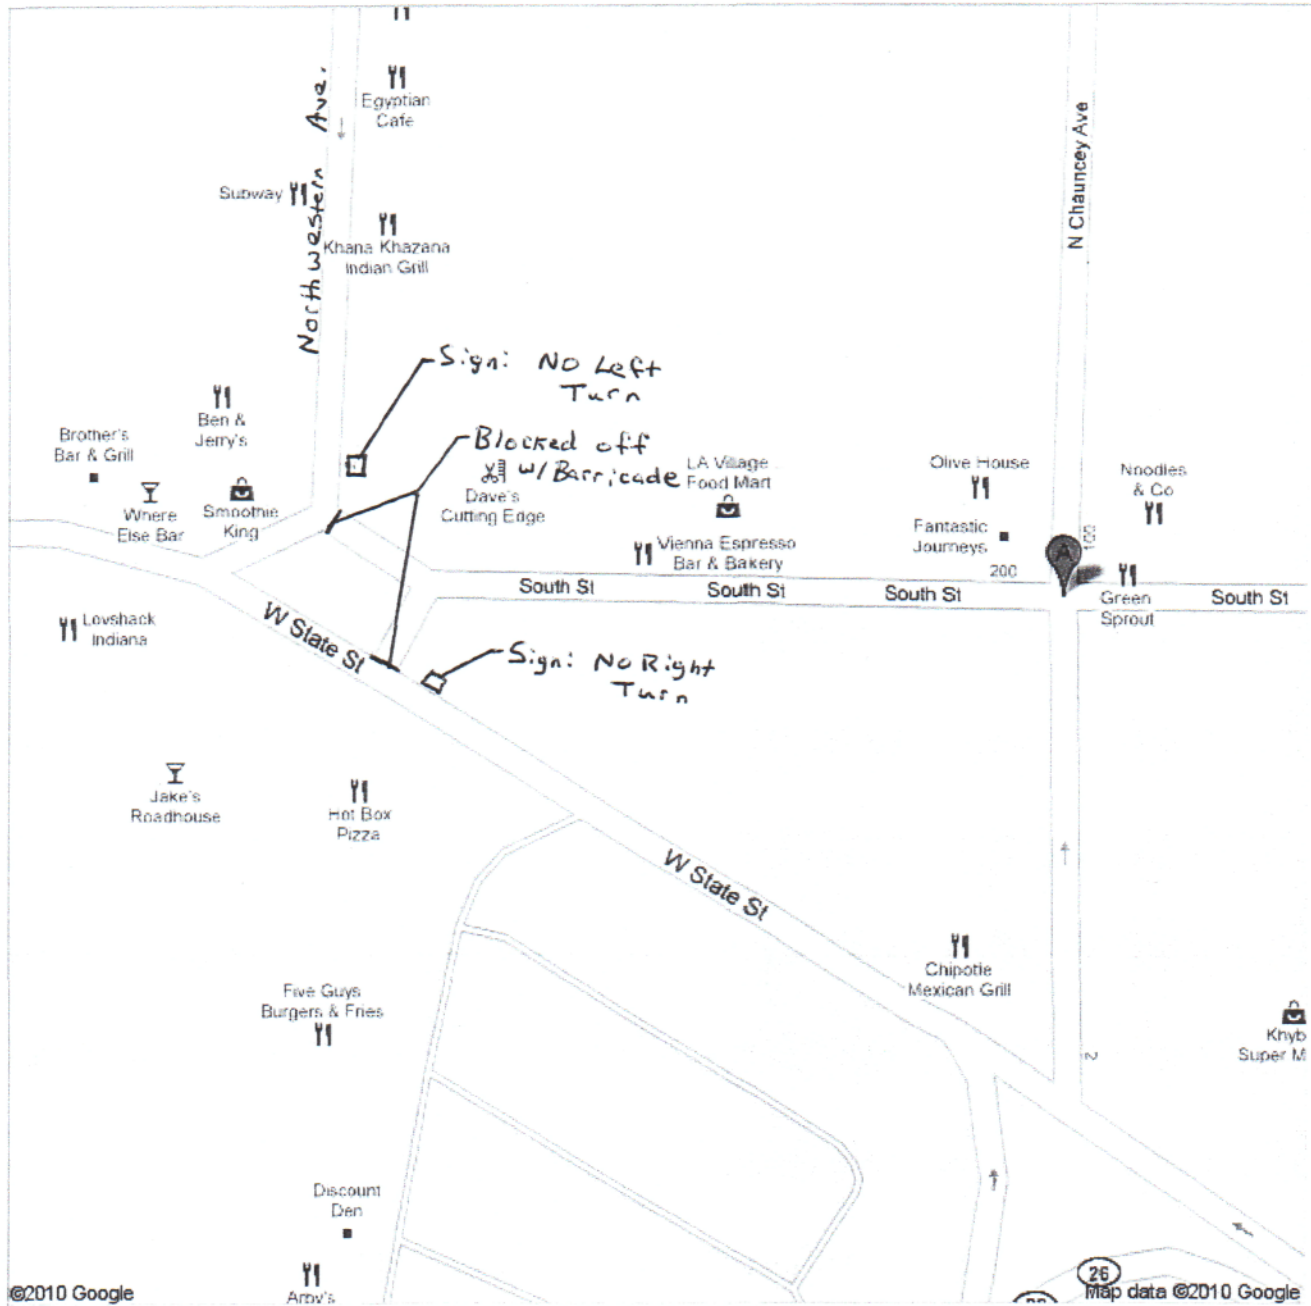 Egyptian
Cafe
Northwestern Ave.
N Chauncey Ave
Subway
Khana Khazana
Indian Grill
Sign: No Left
Turn
Ben &
Jerry's
Brother's
Bar & Grill
Blocked off
w/Barricade
LA Village
Food Mart
Olive House
Noodles
& Co
Where
Else Bar
Smoothie
King
Dave's
Cutting Edge
Fantastic
Journeys
Vienna Espresso
Bar & Bakery
200
100
A
South St
South St
South St
South St
Green
Sprout
Lovshack
Indiana
W State St
Sign: No Right
Turn
Jake's
Roadhouse
Hot Box
Pizza
W State St
Chipotle
Mexican Grill
Five Guys
Burgers & Fries
Khyb
Super M
2
Discount
Den
Arby's
26
©2010 Google
Map data ©2010 Google